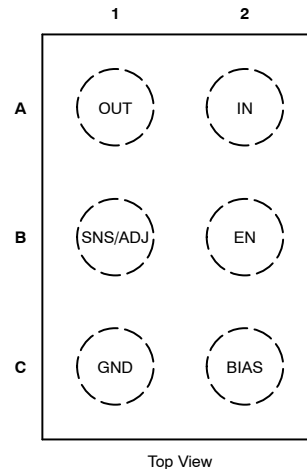 1 2
A OUT IN
B SNS/ADJ EN
C GND BIAS
Top View